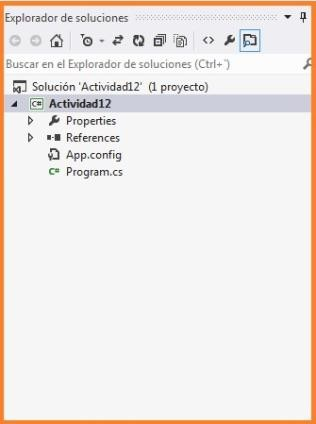 Explorador de soluciones
Buscar en el Explorador de soluciones (Ctrl+`)
Solución 'Actividad12' (1 proyecto)
C# Actividad12
Properties
References
App.config
C# Program.cs